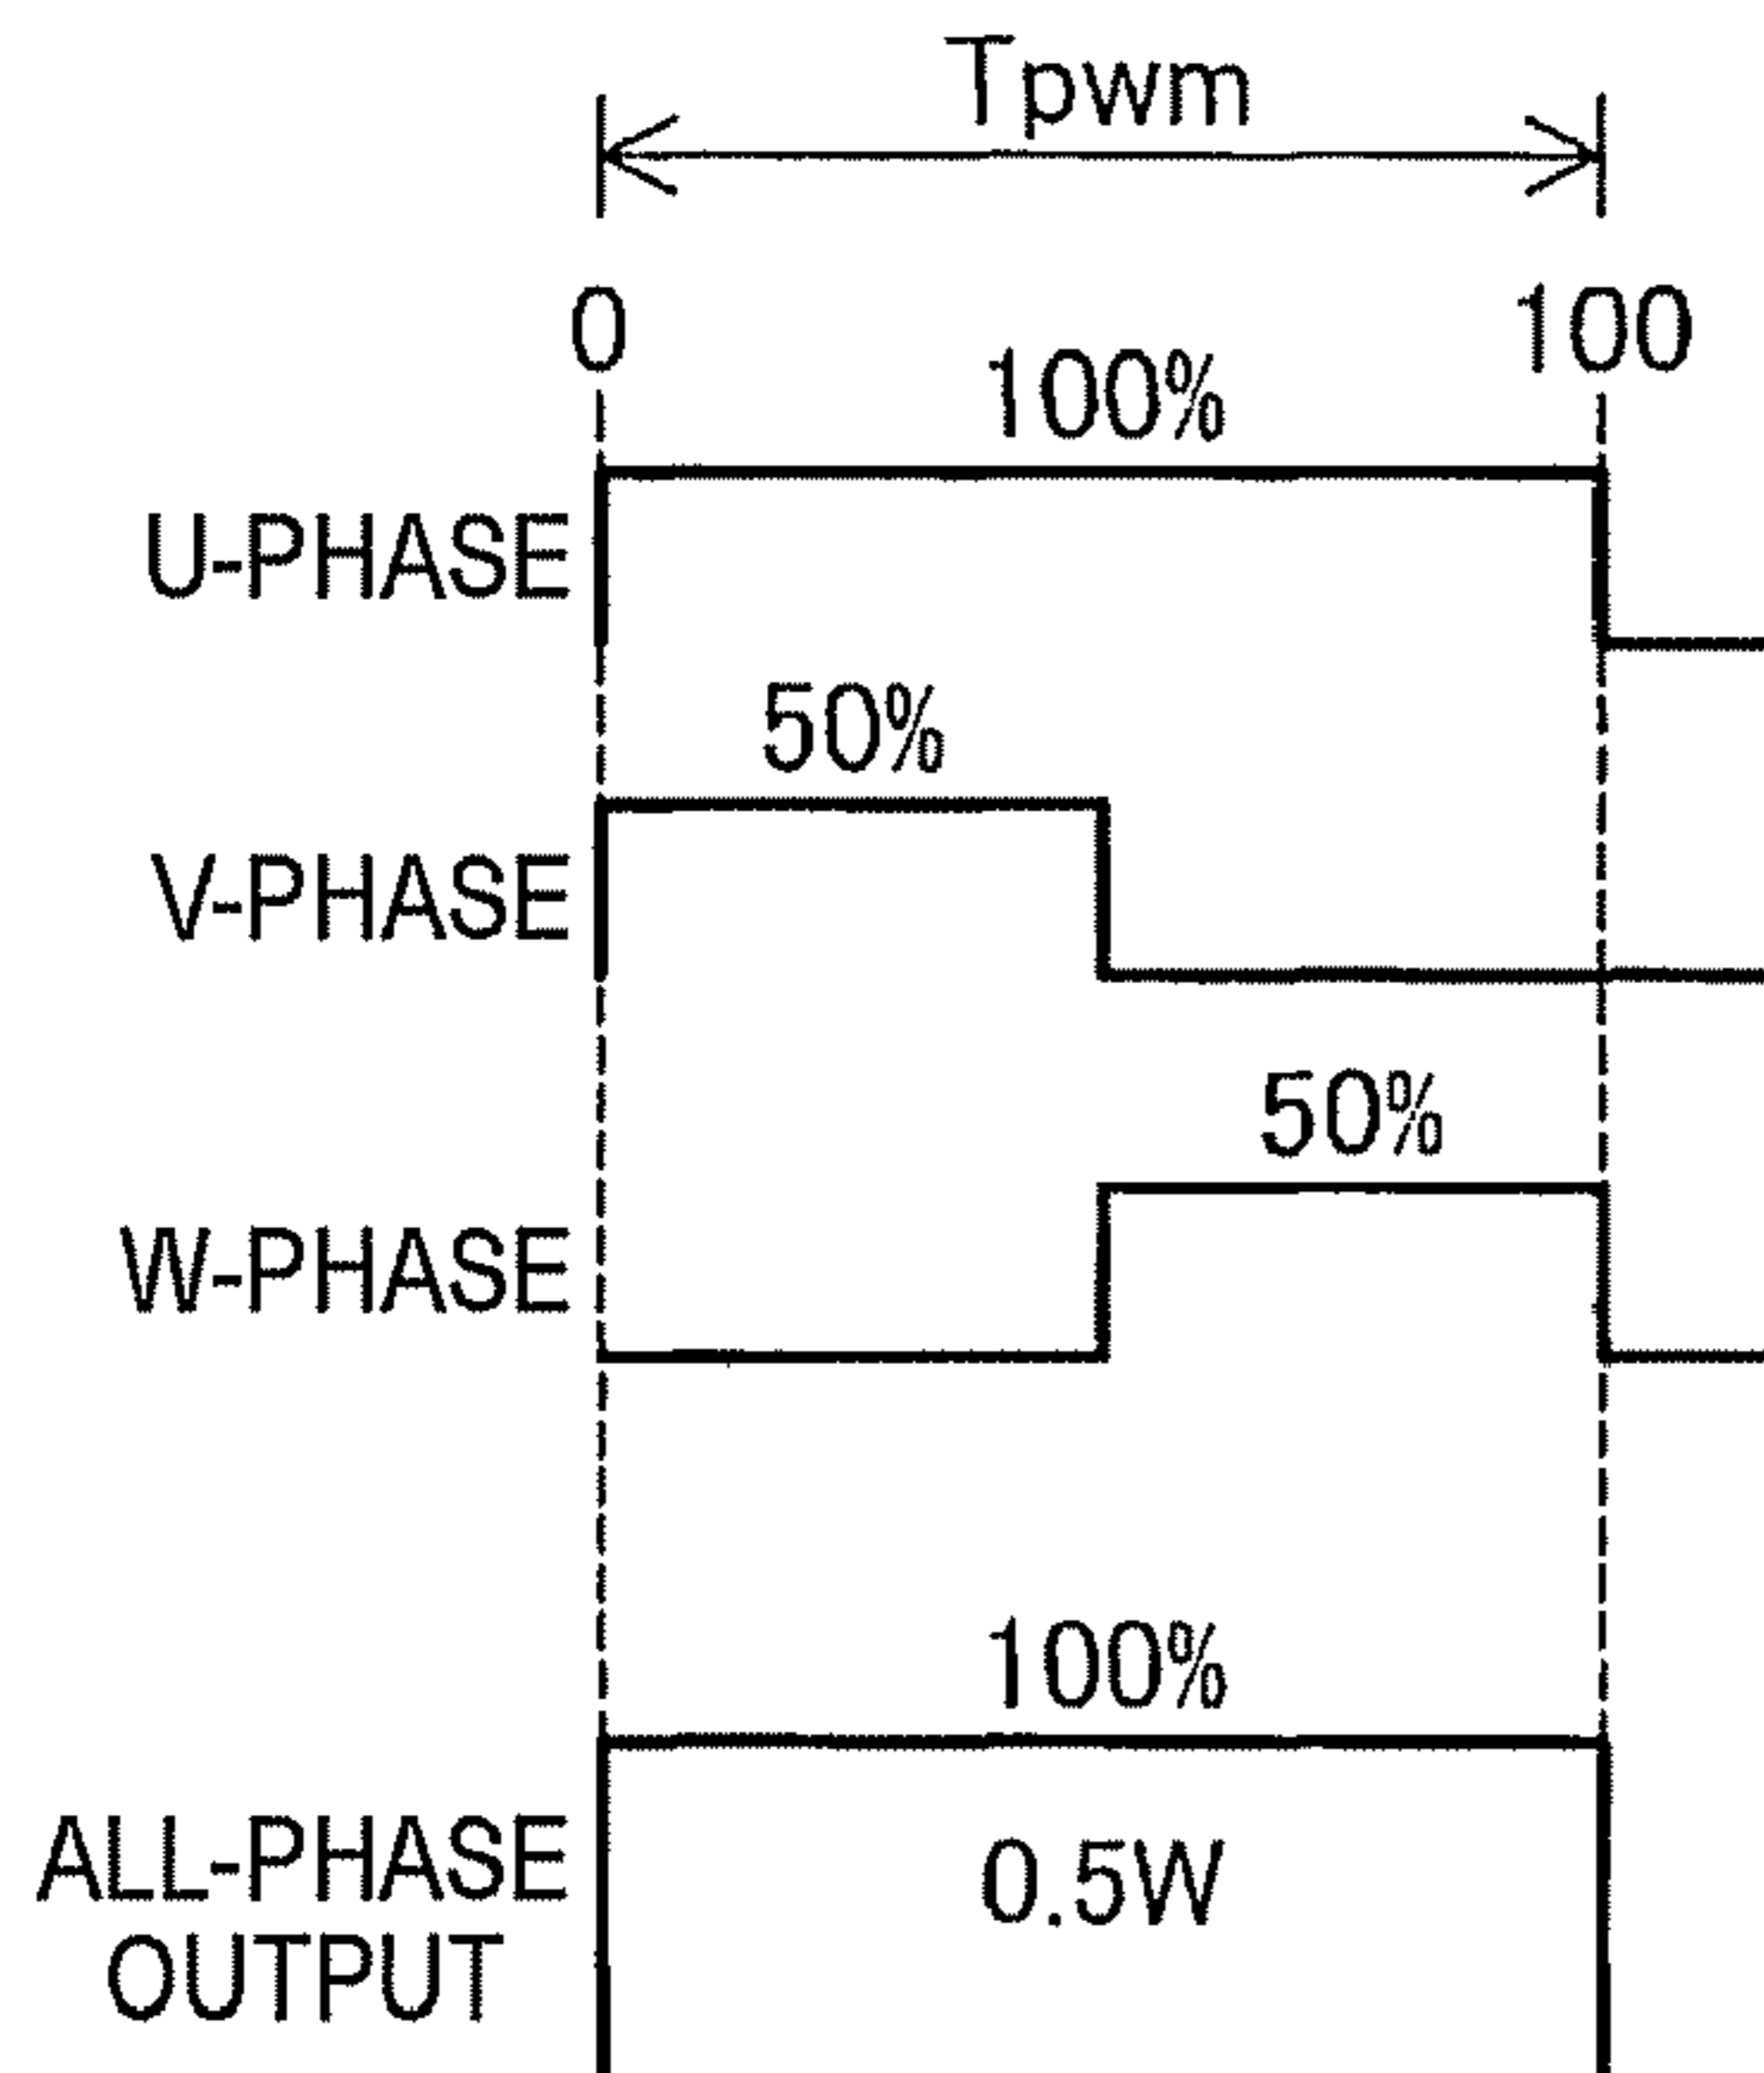 Tpwm
0
100
100%
U-PHASE
50%
V-PHASE
50%
W-PHASE
100%
ALL-PHASE
OUTPUT
0.5W